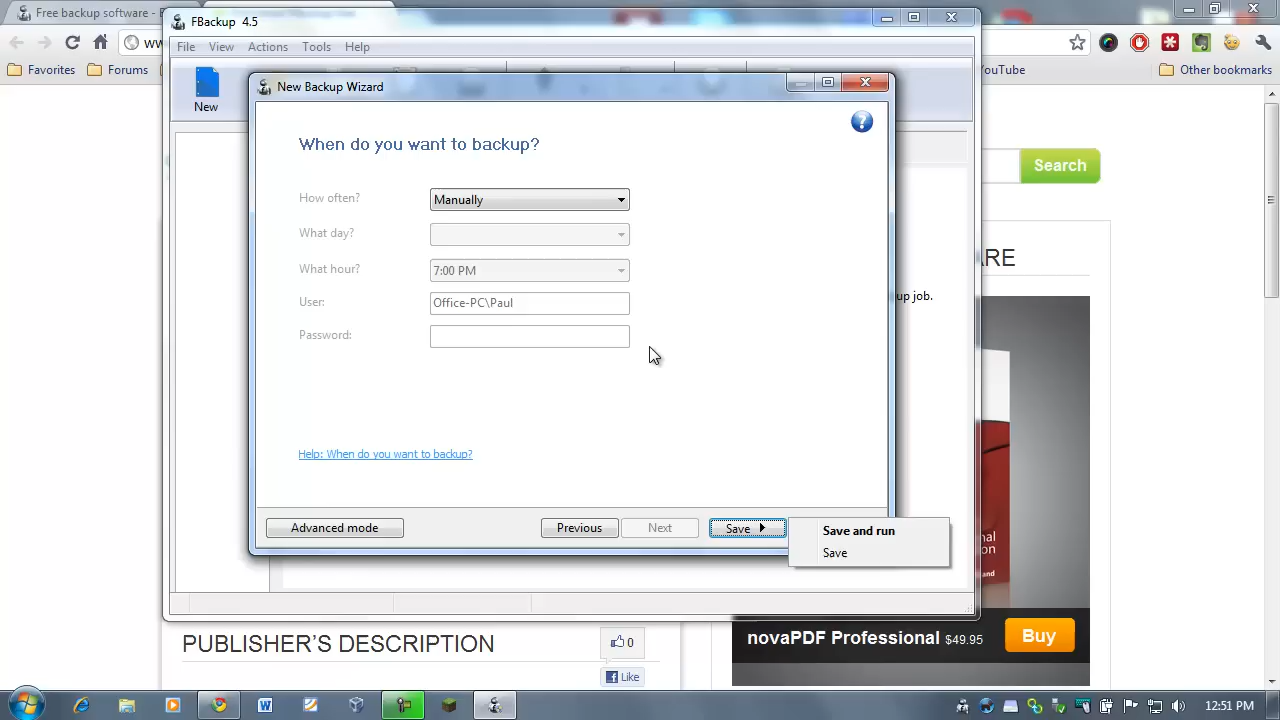 Free backup software -
FBackup 4.5
File View Actions Tools Help
Favorites
Forums
YouTube
Other bookmarks
New
New Backup Wizard
When do you want to backup?
How often?
Manually
What day?
What hour?
7:00 PM
User:
Office-PC\Paul
Password:
Help: When do you want to backup?
Advanced mode
Previous
Next
Save
Save and run
Save
Search
ARE
up job.
nal
on
and
novaPDF Professional $49.95
Buy
PUBLISHER'S DESCRIPTION
0
Like
12:51 PM